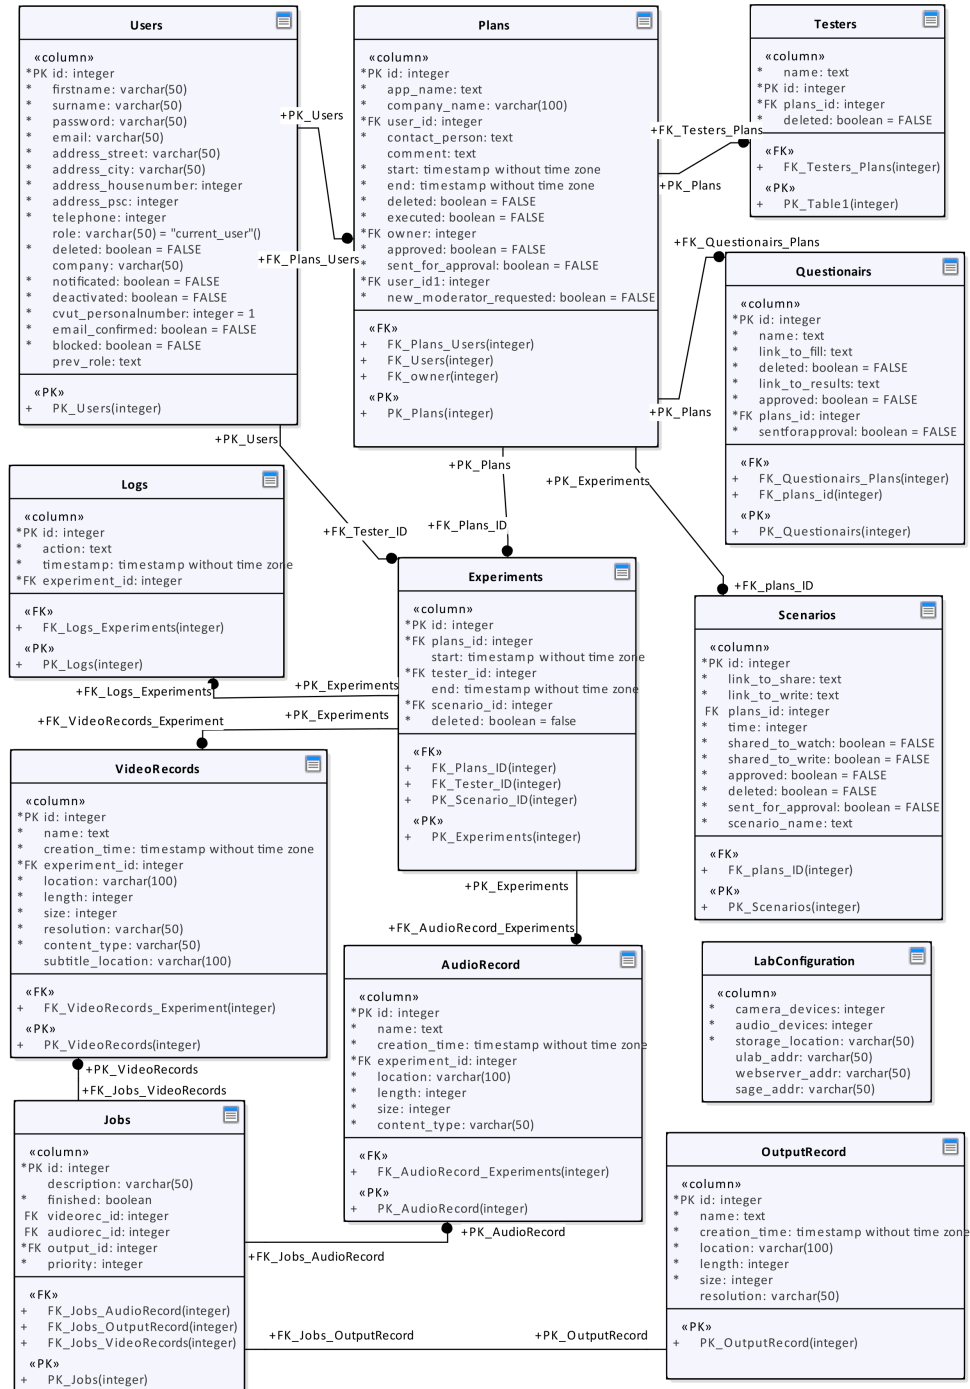 Users
«column»
*PK id: integer
* firstname: varchar(50)
* surname: varchar(50)
* password: varchar(50)
* email: varchar(50)
* address_street: varchar(50)
* address_city: varchar(50)
* address_housenumber: integer
* address_psc: integer
* telephone: integer
role: varchar(50) = "current_user"()
* deleted: boolean = FALSE
company: varchar(50)
* notificated: boolean = FALSE
* deactivated: boolean = FALSE
* cvut_personalnumber: integer = 1
* email_confirmed: boolean = FALSE
* blocked: boolean = FALSE
prev_role: text
«PK»
+ PK_Users(integer)
+PK_Users
+FK_Plans_Users
Plans
«column»
*PK id: integer
* app_name: text
* company_name: varchar(100)
*FK user_id: integer
* contact_person: text
comment: text
* start: timestamp without time zone
* end: timestamp without time zone
* deleted: boolean = FALSE
* executed: boolean = FALSE
*FK owner: integer
* approved: boolean = FALSE
* sent_for_approval: boolean = FALSE
*FK user_id1: integer
* new_moderator_requested: boolean = FALSE
«FK»
+ FK_Plans_Users(integer)
+ FK_Users(integer)
+ FK_owner(integer)
«PK»
+ PK_Plans(integer)
+FK_Testers_Plans
+PK_Plans
Testers
«column»
* name: text
*PK id: integer
*FK plans_id: integer
* deleted: boolean = FALSE
«FK»
+ FK_Testers_Plans(integer)
«PK»
+ PK_Table1(integer)
+FK_Questionairs_Plans
+PK_Plans
Questionairs
«column»
*PK id: integer
* name: text
* link_to_fill: text
* deleted: boolean = FALSE
* link_to_results: text
* approved: boolean = FALSE
*FK plans_id: integer
* sentforapproval: boolean = FALSE
«FK»
+ FK_Questionairs_Plans(integer)
+ FK_plans_id(integer)
«PK»
+ PK_Questionairs(integer)
+PK_Users
+FK_Tester_ID
+PK_Plans
+FK_Plans_ID
+PK_Experiments
+FK_plans_ID
Logs
«column»
*PK id: integer
* action: text
* timestamp: timestamp without time zone
*FK experiment_id: integer
«FK»
+ FK_Logs_Experiments(integer)
«PK»
+ PK_Logs(integer)
+FK_Logs_Experiments
+PK_Experiments
+FK_VideoRecords_Experiment
+PK_Experiments
Experiments
«column»
*PK id: integer
*FK plans_id: integer
start: timestamp without time zone
*FK tester_id: integer
end: timestamp without time zone
*FK scenario_id: integer
* deleted: boolean = false
«FK»
+ FK_Plans_ID(integer)
+ FK_Tester_ID(integer)
+ PK_Scenario_ID(integer)
«PK»
+ PK_Experiments(integer)
+PK_Experiments
+FK_AudioRecord_Experiments
Scenarios
«column»
*PK id: integer
* link_to_share: text
* link_to_write: text
FK plans_id: integer
* time: integer
* shared_to_watch: boolean = FALSE
* shared_to_write: boolean = FALSE
* approved: boolean = FALSE
* deleted: boolean = FALSE
* sent_for_approval: boolean = FALSE
* scenario_name: text
«FK»
+ FK_plans_ID(integer)
«PK»
+ PK_Scenarios(integer)
VideoRecords
«column»
*PK id: integer
* name: text
* creation_time: timestamp without time zone
*FK experiment_id: integer
* location: varchar(100)
* length: integer
* size: integer
* resolution: varchar(50)
* content_type: varchar(50)
subtitle_location: varchar(100)
«FK»
+ FK_VideoRecords_Experiment(integer)
«PK»
+ PK_VideoRecords(integer)
+PK_VideoRecords
+FK_Jobs_VideoRecords
AudioRecord
«column»
*PK id: integer
* name: text
* creation_time: timestamp without time zone
*FK experiment_id: integer
* location: varchar(100)
* length: integer
* size: integer
* content_type: varchar(50)
«FK»
+ FK_AudioRecord_Experiments(integer)
«PK»
+ PK_AudioRecord(integer)
+PK_AudioRecord
+FK_Jobs_AudioRecord
LabConfiguration
«column»
* camera_devices: integer
* audio_devices: integer
* storage_location: varchar(50)
ulab_addr: varchar(50)
webserver_addr: varchar(50)
sage_addr: varchar(50)
Jobs
«column»
*PK id: integer
description: varchar(50)
* finished: boolean
FK videorec_id: integer
FK audiorec_id: integer
*FK output_id: integer
* priority: integer
«FK»
+ FK_Jobs_AudioRecord(integer)
+ FK_Jobs_OutputRecord(integer)
+ FK_Jobs_VideoRecords(integer)
«PK»
+ PK_Jobs(integer)
+FK_Jobs_OutputRecord
+PK_OutputRecord
OutputRecord
«column»
*PK id: integer
* name: text
* creation_time: timestamp without time zone
* location: varchar(100)
* length: integer
* size: integer
resolution: varchar(50)
«PK»
+ PK_OutputRecord(integer)